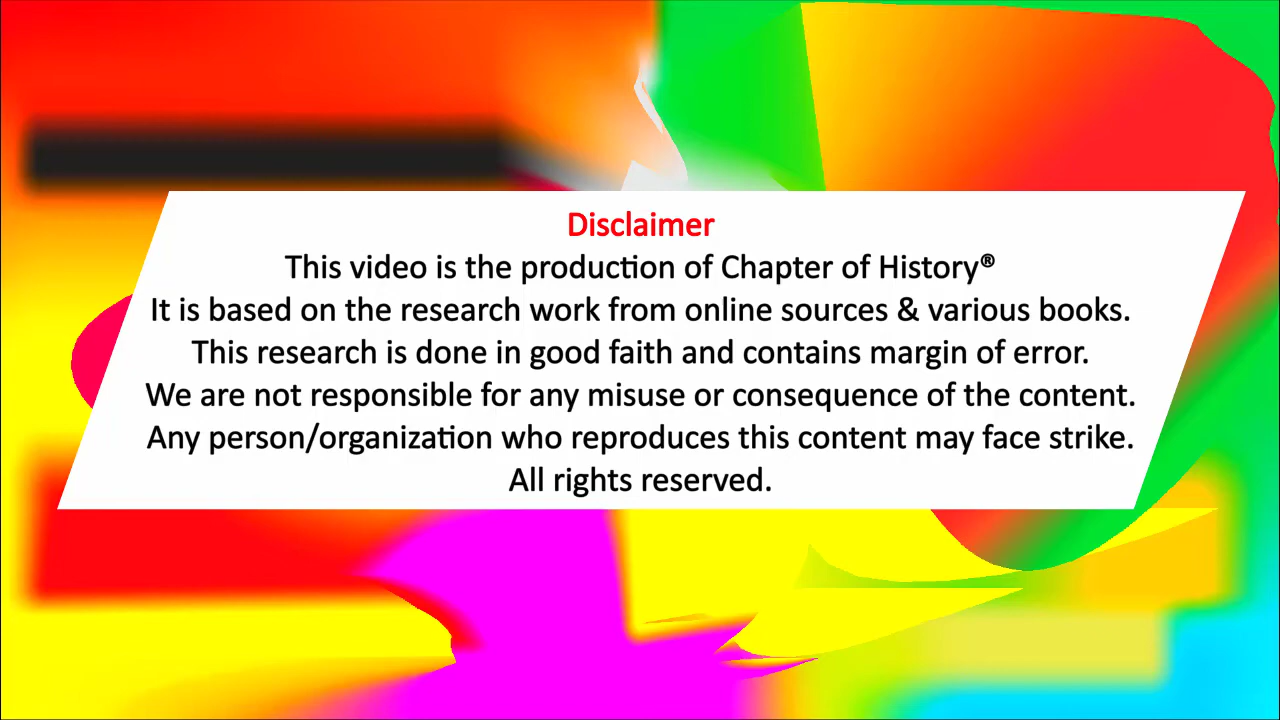 Disclaimer
This video is the production of Chapter of History®
It is based on the research work from online sources & various books.
This research is done in good faith and contains margin of error.
We are not responsible for any misuse or consequence of the content.
Any person/organization who reproduces this content may face strike.
All rights reserved.